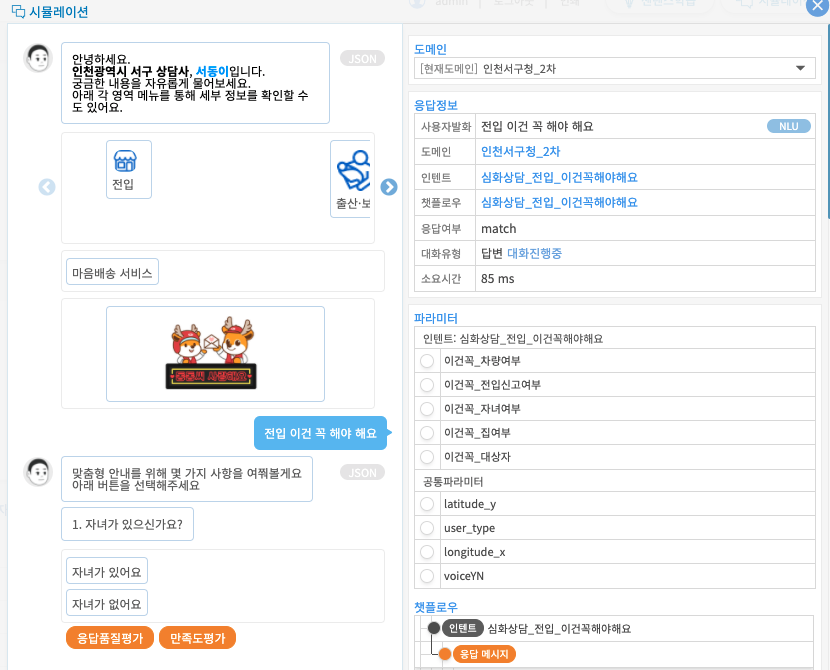 시뮬레이션
안녕하세요.
인천광역시 서구 상담사, 서동이입니다.
궁금한 내용을 자유롭게 물어보세요.
아래 각 영역 메뉴를 통해 세부 정보를 확인할 수
도 있어요.
JSON
전입
출산·보
마음배송 서비스
전입 이건 꼭 해야 해요
맞춤형 안내를 위해 몇 가지 사항을 여쭤볼게요
아래 버튼을 선택해주세요
JSON
1. 자녀가 있으신가요?
자녀가 있어요
자녀가 없어요
응답품질평가 만족도평가
도메인
[현재도메인] 인천서구청_2차
응답정보
사용자발화 전입 이건 꼭 해야 해요 NLU
도메인 인천서구청_2차
인텐트 심화상담_전입_이건꼭해야해요
챗플로우 심화상담_전입_이건꼭해야해요
응답여부 match
대화유형 답변 대화진행중
소요시간 85 ms
파라미터
인텐트: 심화상담_전입_이건꼭해야해요
이건꼭_차량여부
이건꼭_전입신고여부
이건꼭_자녀여부
이건꼭_집여부
이건꼭_대상자
공통파라미터
latitude_y
user_type
longitude_x
voiceYN
챗플로우
인텐트 심화상담_전입_이건꼭해야해요
응답 메시지